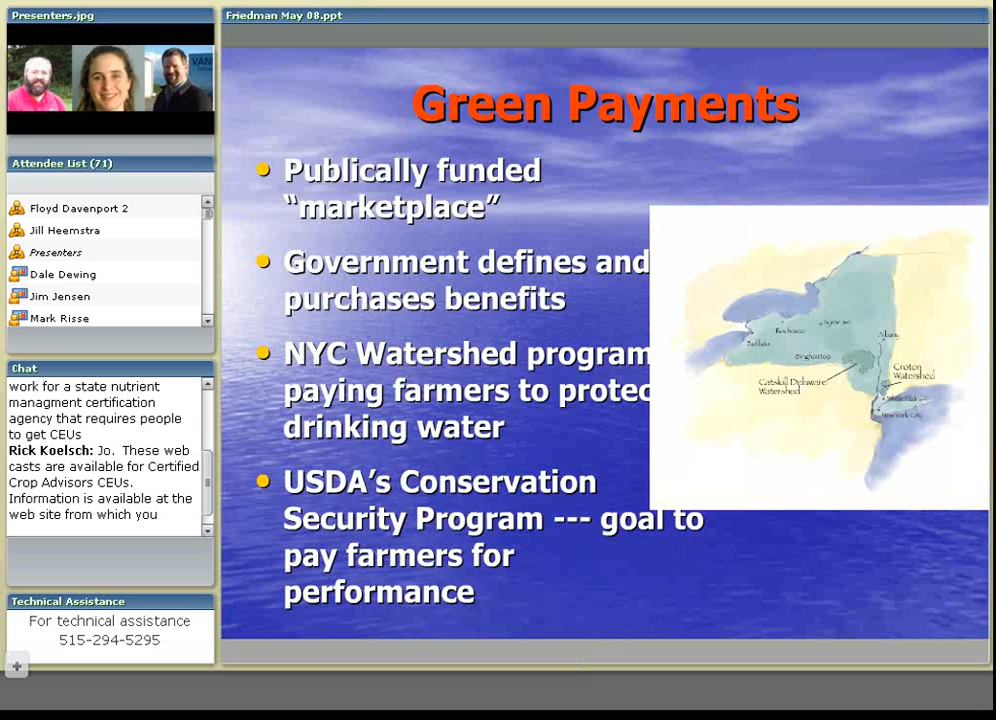 Presenters.jpg
VAN
Attendee List (71)
Floyd Davenport 2
Jill Heemstra
Presenters
Dale Dewing
Jim Jensen
Mark Risse
Chat
work for a state nutrient
managment certification
agency that requires people
to get CEUs
Rick Koelsch: Jo. These web
casts are available for Certified
Crop Advisors CEUs.
Information is available at the
web site from which you
Technical Assistance
For technical assistance
515-294-5295
Friedman May 08.ppt
Green Payments
• Publically funded
“marketplace”
• Government defines and
purchases benefits
• NYC Watershed program
paying farmers to protec
drinking water
• USDA’s Conservation
Security Program --- goal to
pay farmers for
performance
Rochester
Syracuse
Albany
Buffalo
Binghamton
Catskill Delaware
Watershed
Croton
Watershed
New York City